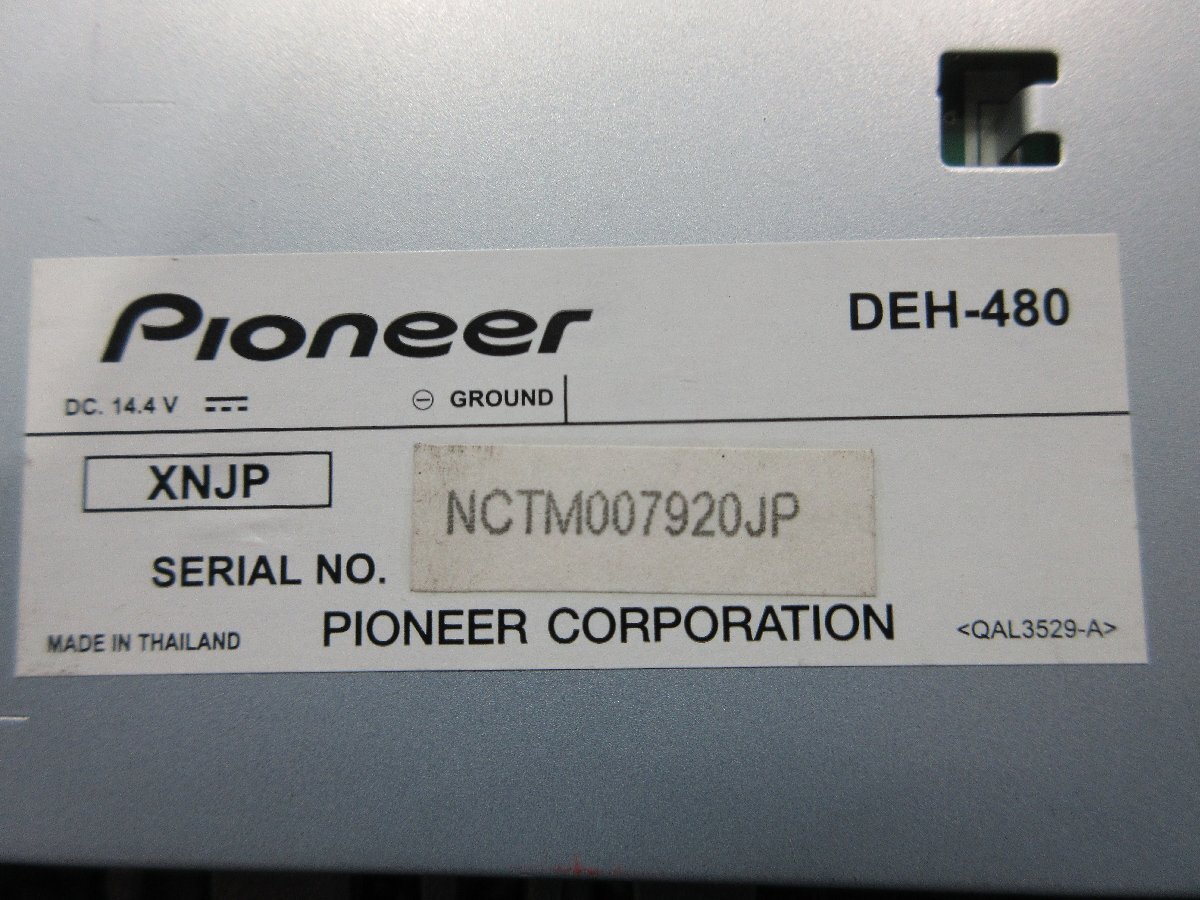 Pioneer DEH-480
DC. 14.4 V ⎓ ⊖ GROUND
XNJP
NCTM007920JP
SERIAL NO.
MADE IN THAILAND PIONEER CORPORATION <QAL3529-A>